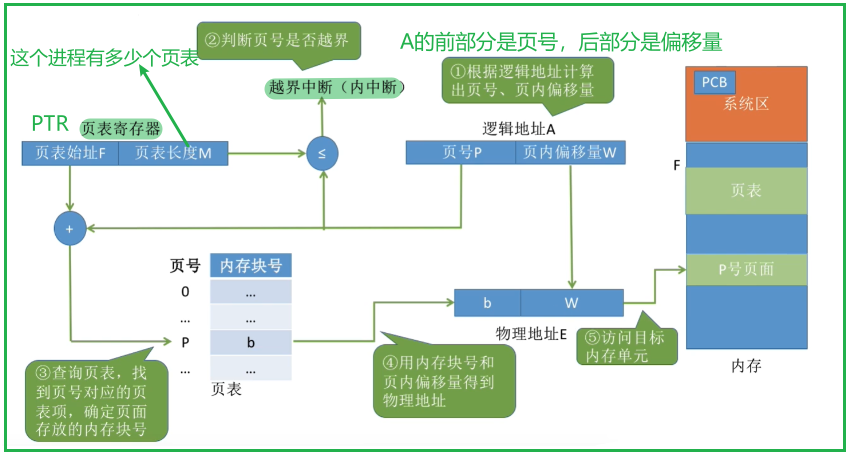 ②判断页号是否越界
A的前部分是页号，后部分是偏移量
这个进程有多少个页表
①根据逻辑地址计算
出页号、页内偏移量
越界中断（内中断）
PCB
系统区
PTR
页表寄存器
逻辑地址A
页表始址F
页表长度M
≤
页号P
页内偏移量W
F
页表
+
页号
内存块号
0
...
...
...
P
b
...
...
页表
b
W
物理地址E
P号页面
内存
③查询页表，找
到页号对应的页
表项，确定页面
存放的内存块号
④用内存块号和
页内偏移量得到
物理地址
⑤访问目标
内存单元